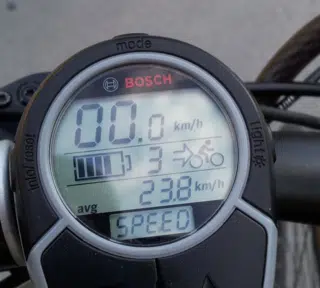 mode
BOSCH
00.0 km/h
3
23.8 km/h
avg
SPEED
light
info/reset